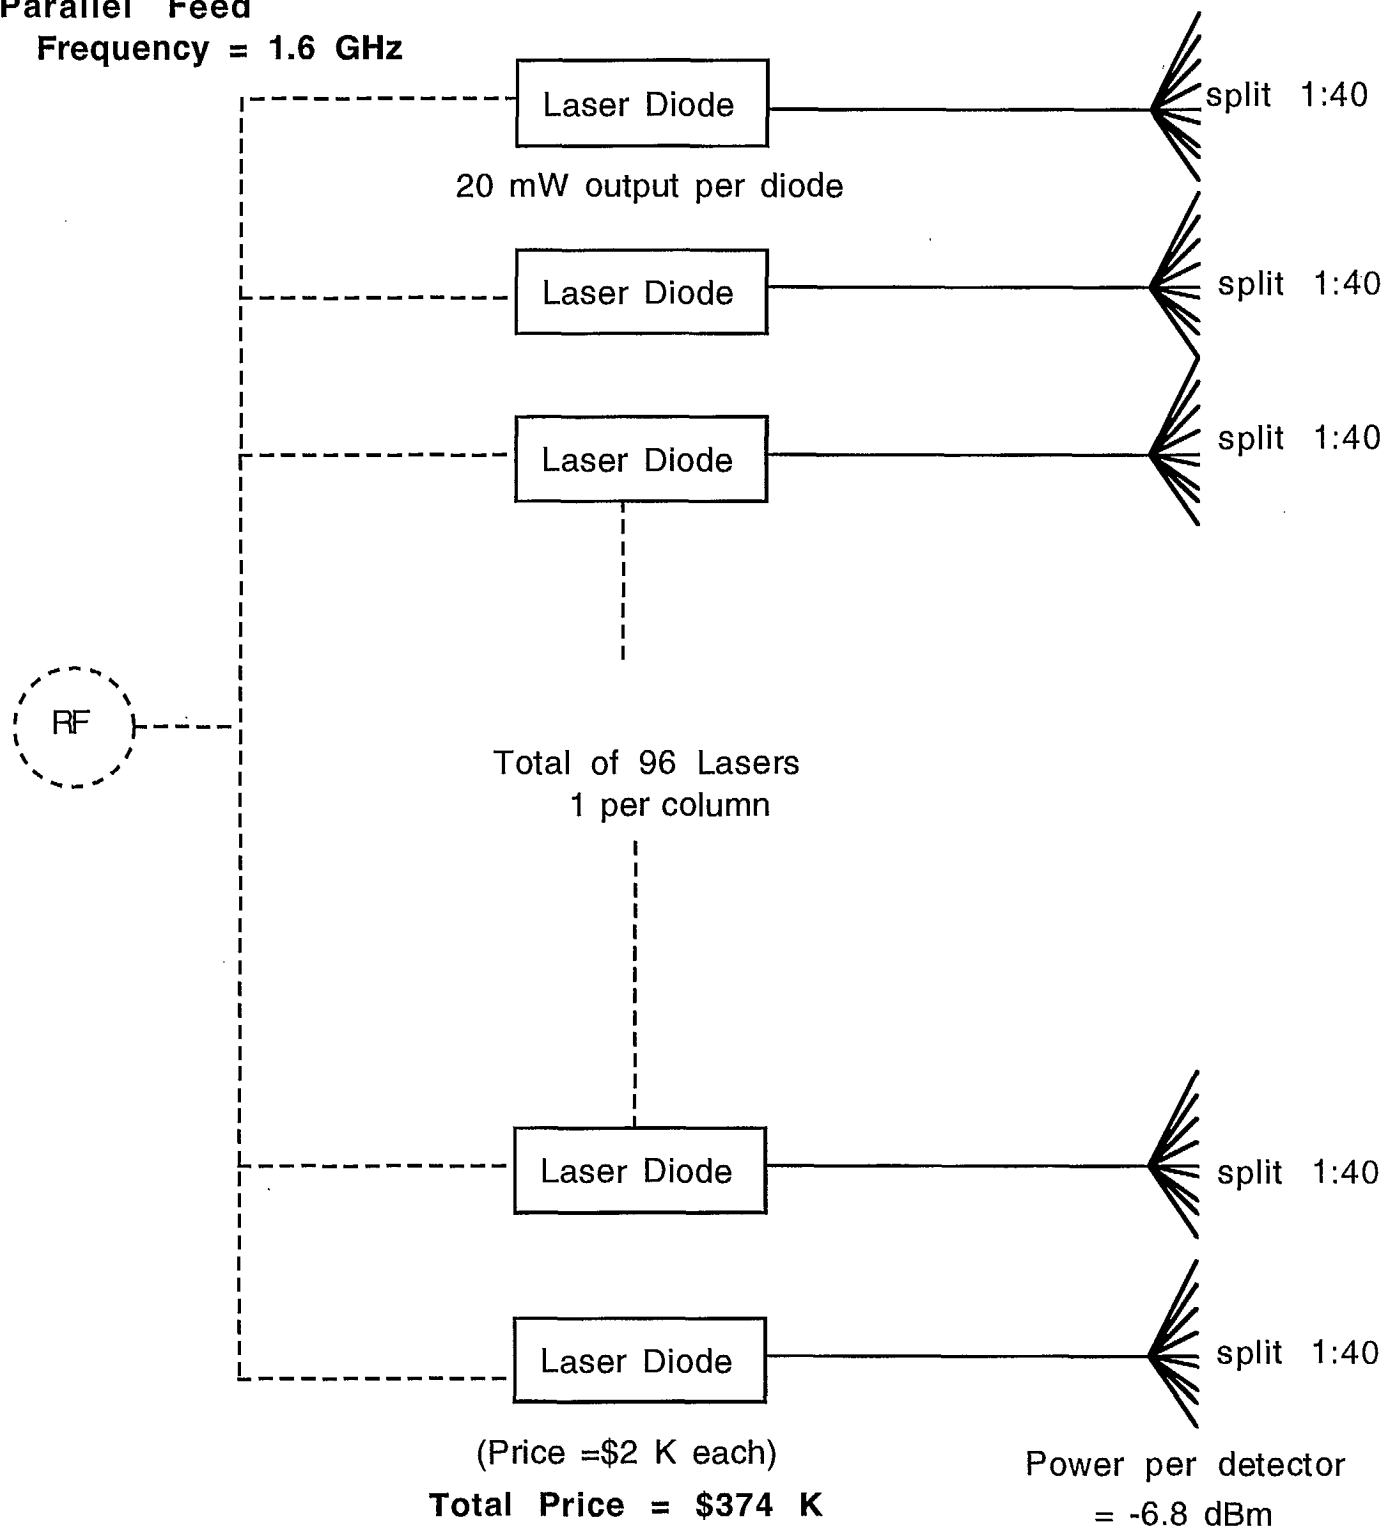 Parallel Feed
Frequency = 1.6 GHz
Laser Diode
split 1:40
20 mW output per diode
Laser Diode
split 1:40
Laser Diode
split 1:40
RF
Total of 96 Lasers
1 per column
Laser Diode
split 1:40
Laser Diode
split 1:40
(Price =$2 K each)
Total Price = $374 K
Power per detector
= -6.8 dBm